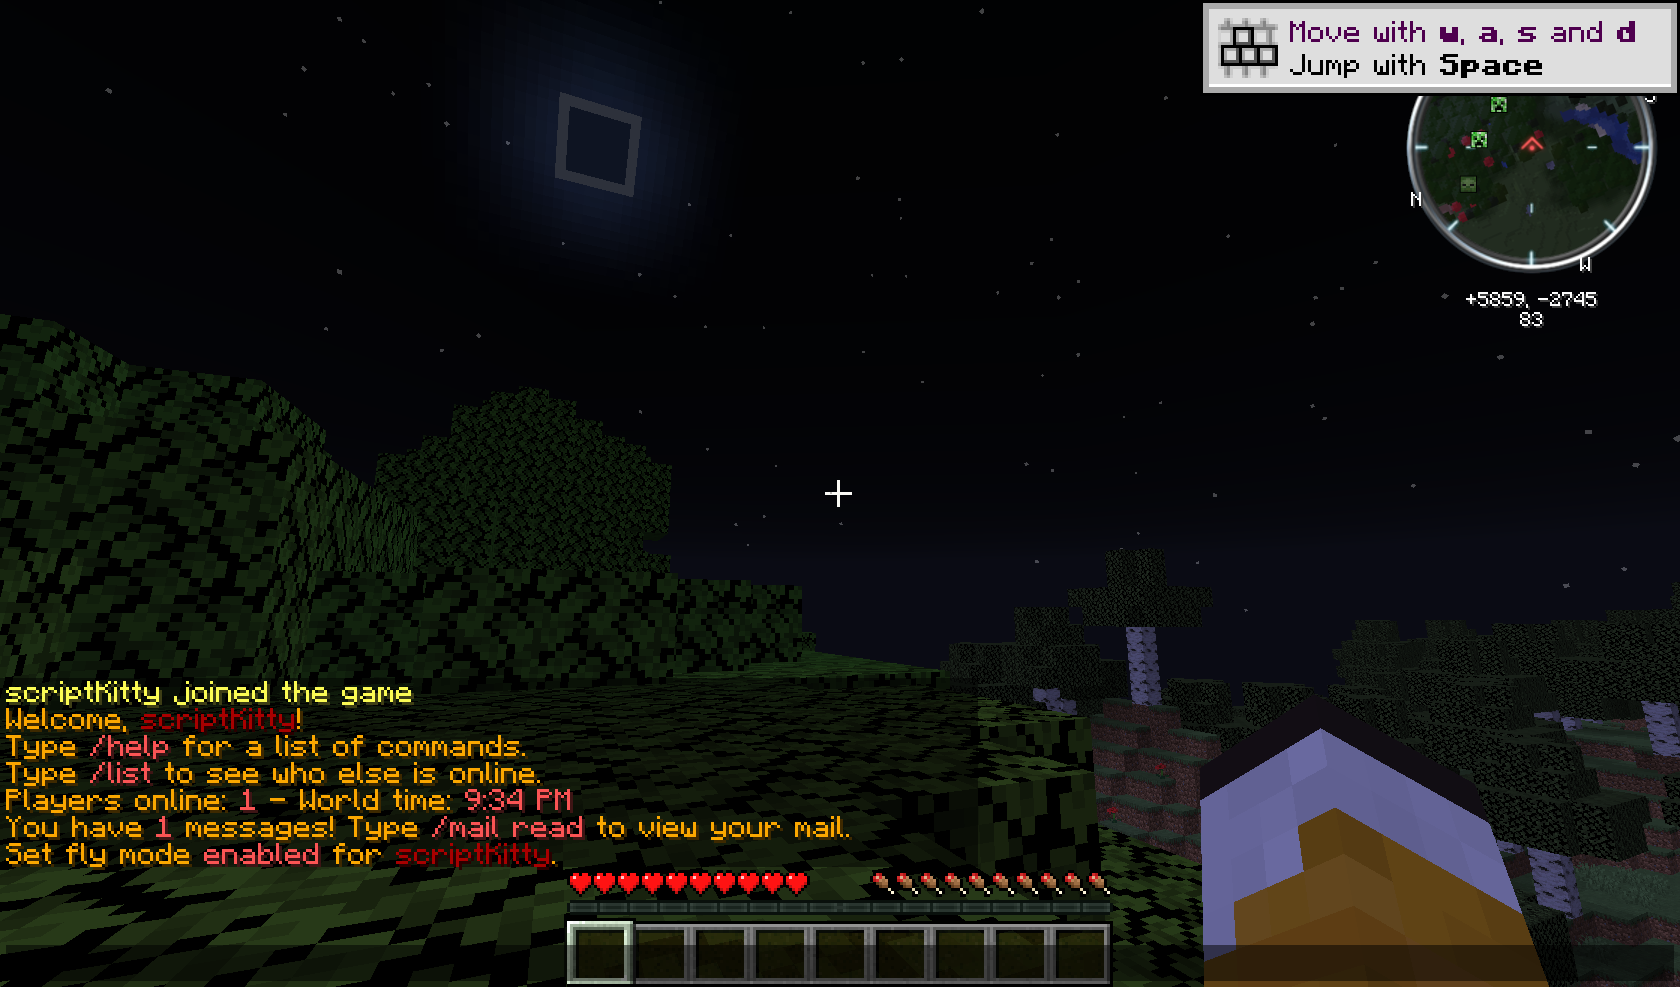 Move with w, a, s and d
Jump with Space
N
W
+5859, -2745
83
scriptKitty joined the game
Welcome, scriptKitty!
Type /help for a list of commands.
Type /list to see who else is online.
Players online: 1 - World time: 9:34 PM
You have 1 messages! Type /mail read to view your mail.
Set fly mode enabled for scriptKitty.